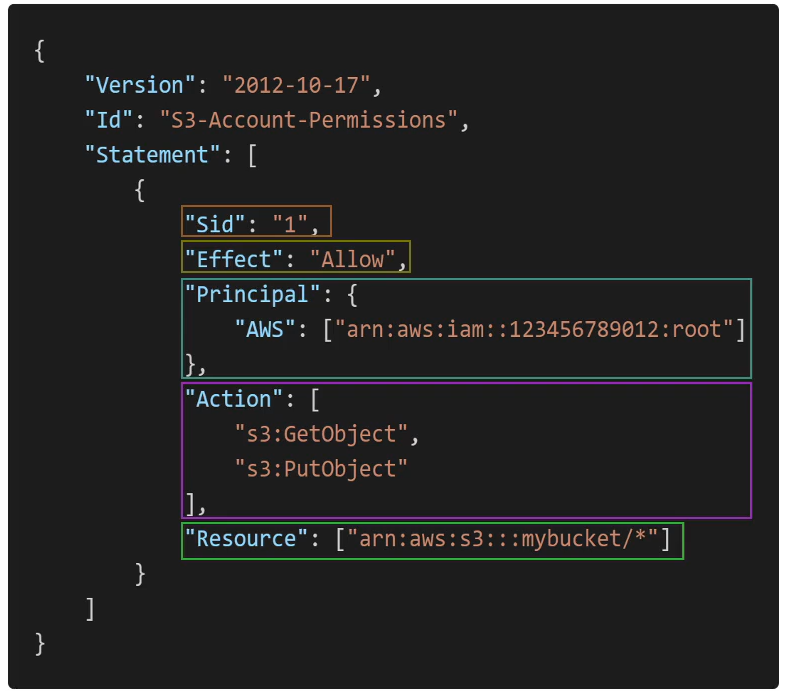 {
    "Version": "2012-10-17",
    "Id": "S3-Account-Permissions",
    "Statement": [
        {
            "Sid": "1",
            "Effect": "Allow",
            "Principal": {
                "AWS": ["arn:aws:iam::123456789012:root"]
            },
            "Action": [
                "s3:GetObject",
                "s3:PutObject"
            ],
            "Resource": ["arn:aws:s3:::mybucket/*"]
        }
    ]
}